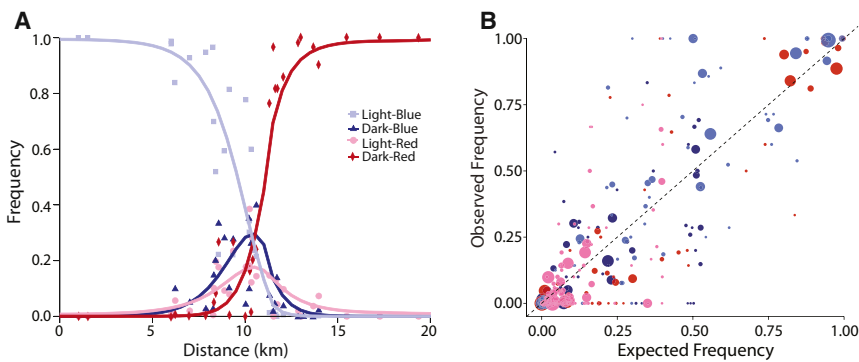 A
Frequency
1.0
0.8
0.6
0.4
0.2
0.0
Light-Blue
Dark-Blue
Light-Red
Dark-Red
0
5
10
15
20
Distance (km)
B
Observed Frequency
1.00
0.75
0.50
0.25
0.00
0.00
0.25
0.50
0.75
1.00
Expected Frequency